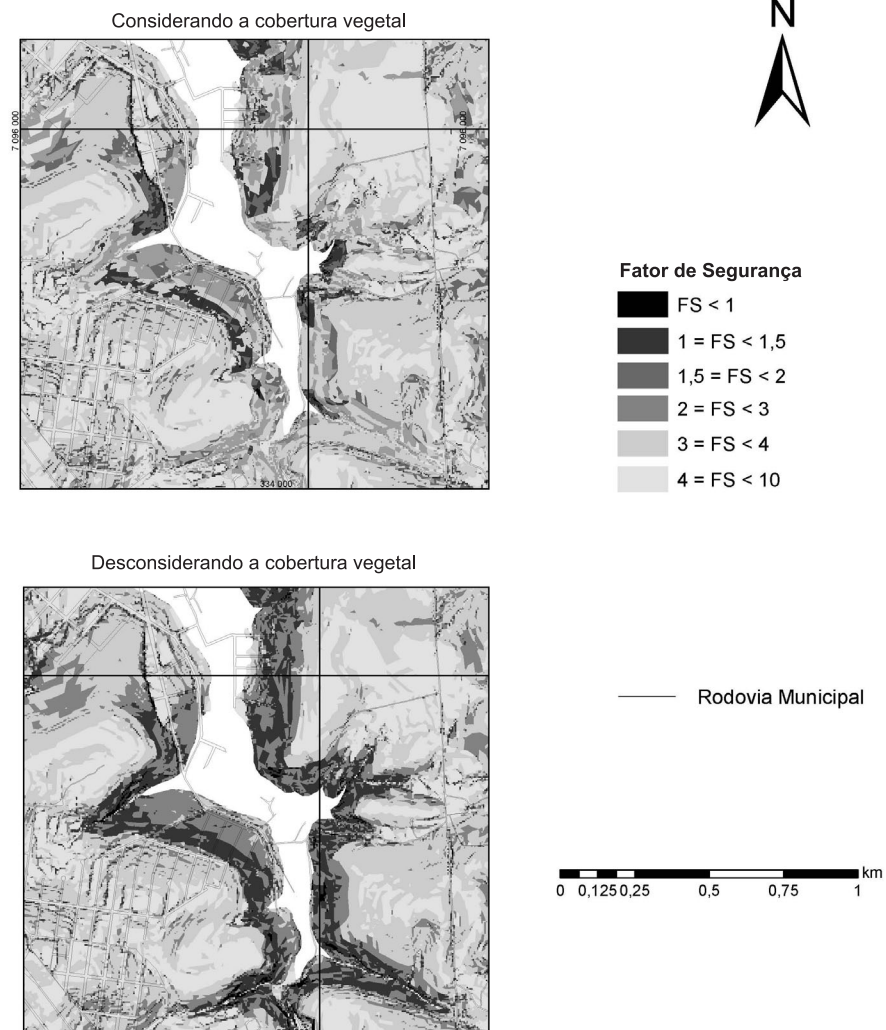 Considerando a cobertura vegetal
N
7 096 000
7 096 000
334 000
Fator de Segurança
FS < 1
1 = FS < 1,5
1,5 = FS < 2
2 = FS < 3
3 = FS < 4
4 = FS < 10
Desconsiderando a cobertura vegetal
Rodovia Municipal
km
0 0,125 0,25 0,5 0,75 1